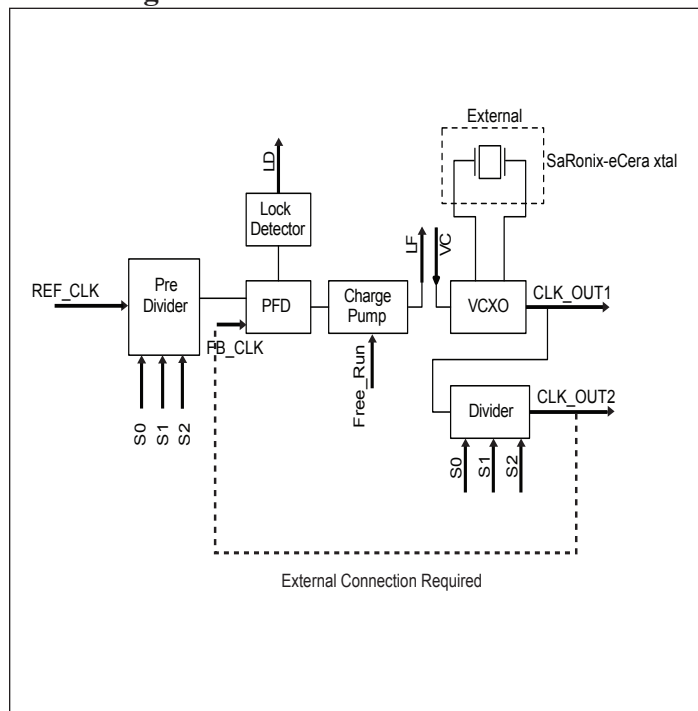 External
SaRonix-eCera xtal
LD
Lock
Detector
LF
VC
REF_CLK
Pre
Divider
PFD
Charge
Pump
VCXO
CLK_OUT1
FB_CLK
Free_Run
S0
S1
S2
Divider
CLK_OUT2
S0
S1
S2
External Connection Required